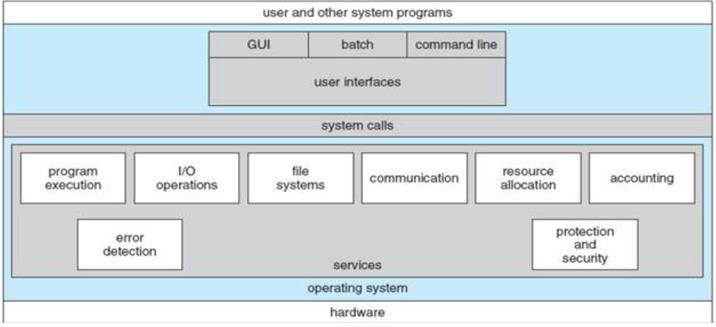 user and other system programs
GUI
batch
command line
user interfaces
system calls
program
execution
I/O
operations
file
systems
communication
resource
allocation
accounting
error
detection
protection
and
security
services
operating system
hardware